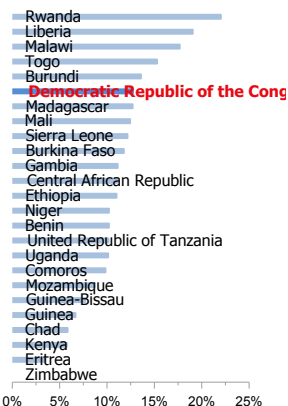 Rwanda
Liberia
Malawi
Togo
Burundi
Democratic Republic of the Cong
Madagascar
Mali
Sierra Leone
Burkina Faso
Gambia
Central African Republic
Ethiopia
Niger
Benin
United Republic of Tanzania
Uganda
Comoros
Mozambique
Guinea-Bissau
Guinea
Chad
Kenya
Eritrea
Zimbabwe
0% 5% 10% 15% 20% 25%